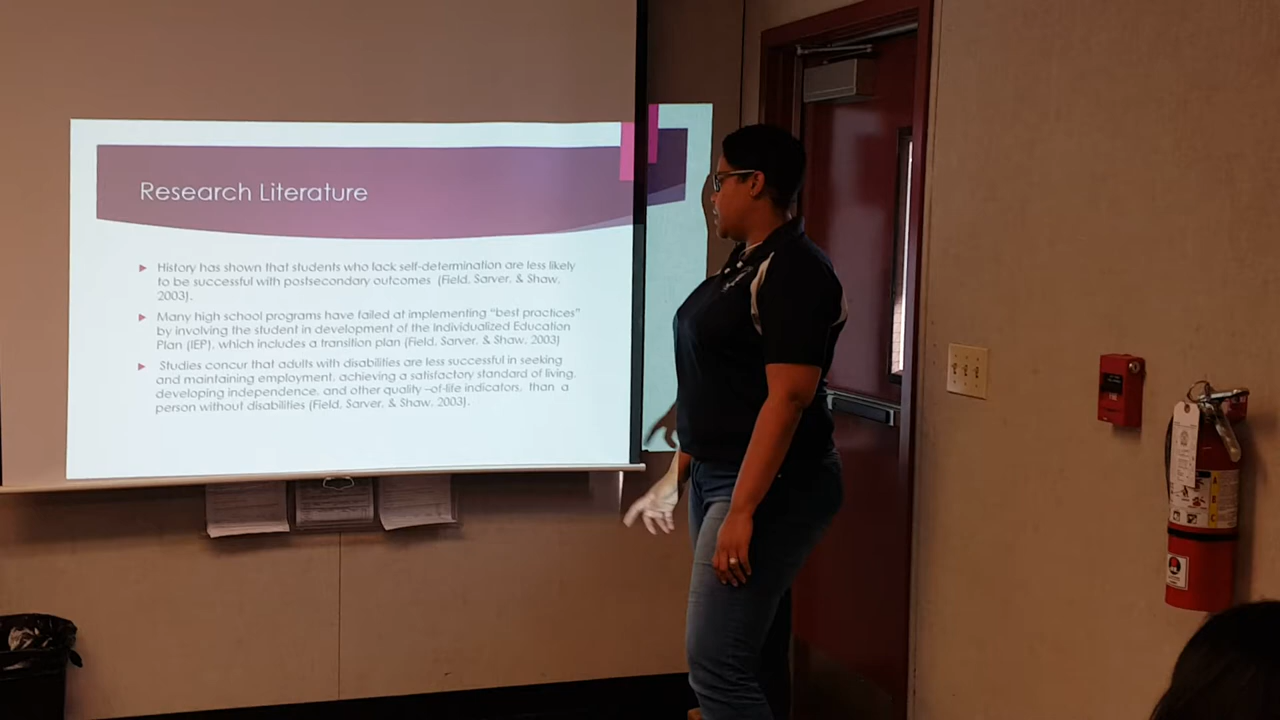 Research Literature
History has shown that students who lack self-determination are less likely
to be successful with postsecondary outcomes (Field, Sarver, & Shaw,
2003).
Many high school programs have failed at implementing "best practices"
by involving the student in development of the Individualized Education
Plan (IEP), which includes a transition plan (Field, Sarver, & Shaw, 2003)
Studies concur that adults with disabilities are less successful in seeking
and maintaining employment, achieving a satisfactory standard of living,
developing independence, and other quality –of-life indicators, than a
person without disabilities (Field, Sarver, & Shaw, 2003).
A
B
C